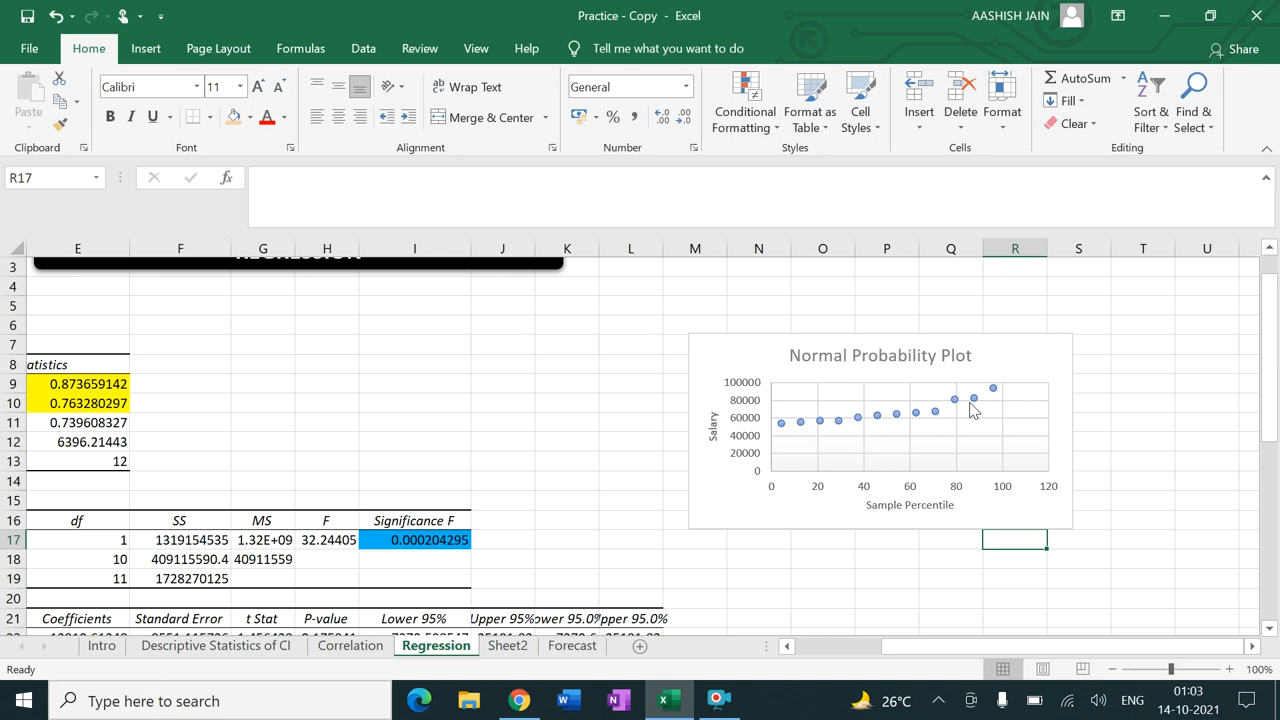 Practice - Copy - Excel
AASHISH JAIN
File Home Insert Page Layout Formulas Data Review View Help Tell me what you want to do Share
Calibri 11 Wrap Text General AutoSum
Paste Conditional Formatting Format as Table Cell Styles Insert Delete Format Fill Sort & Filter Find & Select
B I U A Merge & Center % , Clear
Clipboard Font Alignment Number Styles Cells Editing
R17 fx
E F G H I J K L M N O P Q R S T U
3
4
5
6
7
8 atistics
9 0.873659142
10 0.763280297
11 0.739608327
12 6396.21443
13 12
14
15
16 df SS MS F Significance F
17 1 1319154535 1.32E+09 32.24405 0.000204295
18 10 409115590.4 40911559
19 11 1728270125
20
21 Coefficients Standard Error t Stat P-value Lower 95% Upper 95% ower 95.0% pper 95.0%
Normal Probability Plot
100000
80000
60000
40000
20000
0
Salary
0 20 40 60 80 100 120
Sample Percentile
Intro Descriptive Statistics of CI Correlation Regression Sheet2 Forecast
Ready 100%
Type here to search 26°C ENG 01:03
14-10-2021